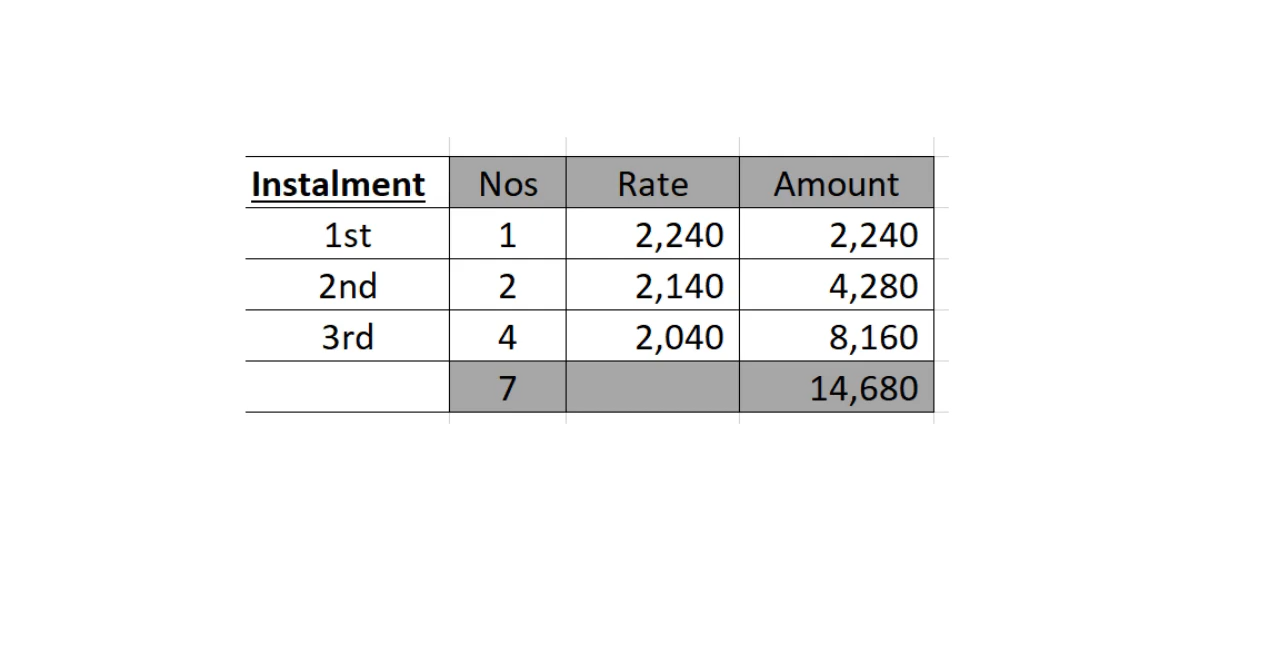 Instalment Nos Rate Amount
1st 1 2,240 2,240
2nd 2 2,140 4,280
3rd 4 2,040 8,160
7 14,680